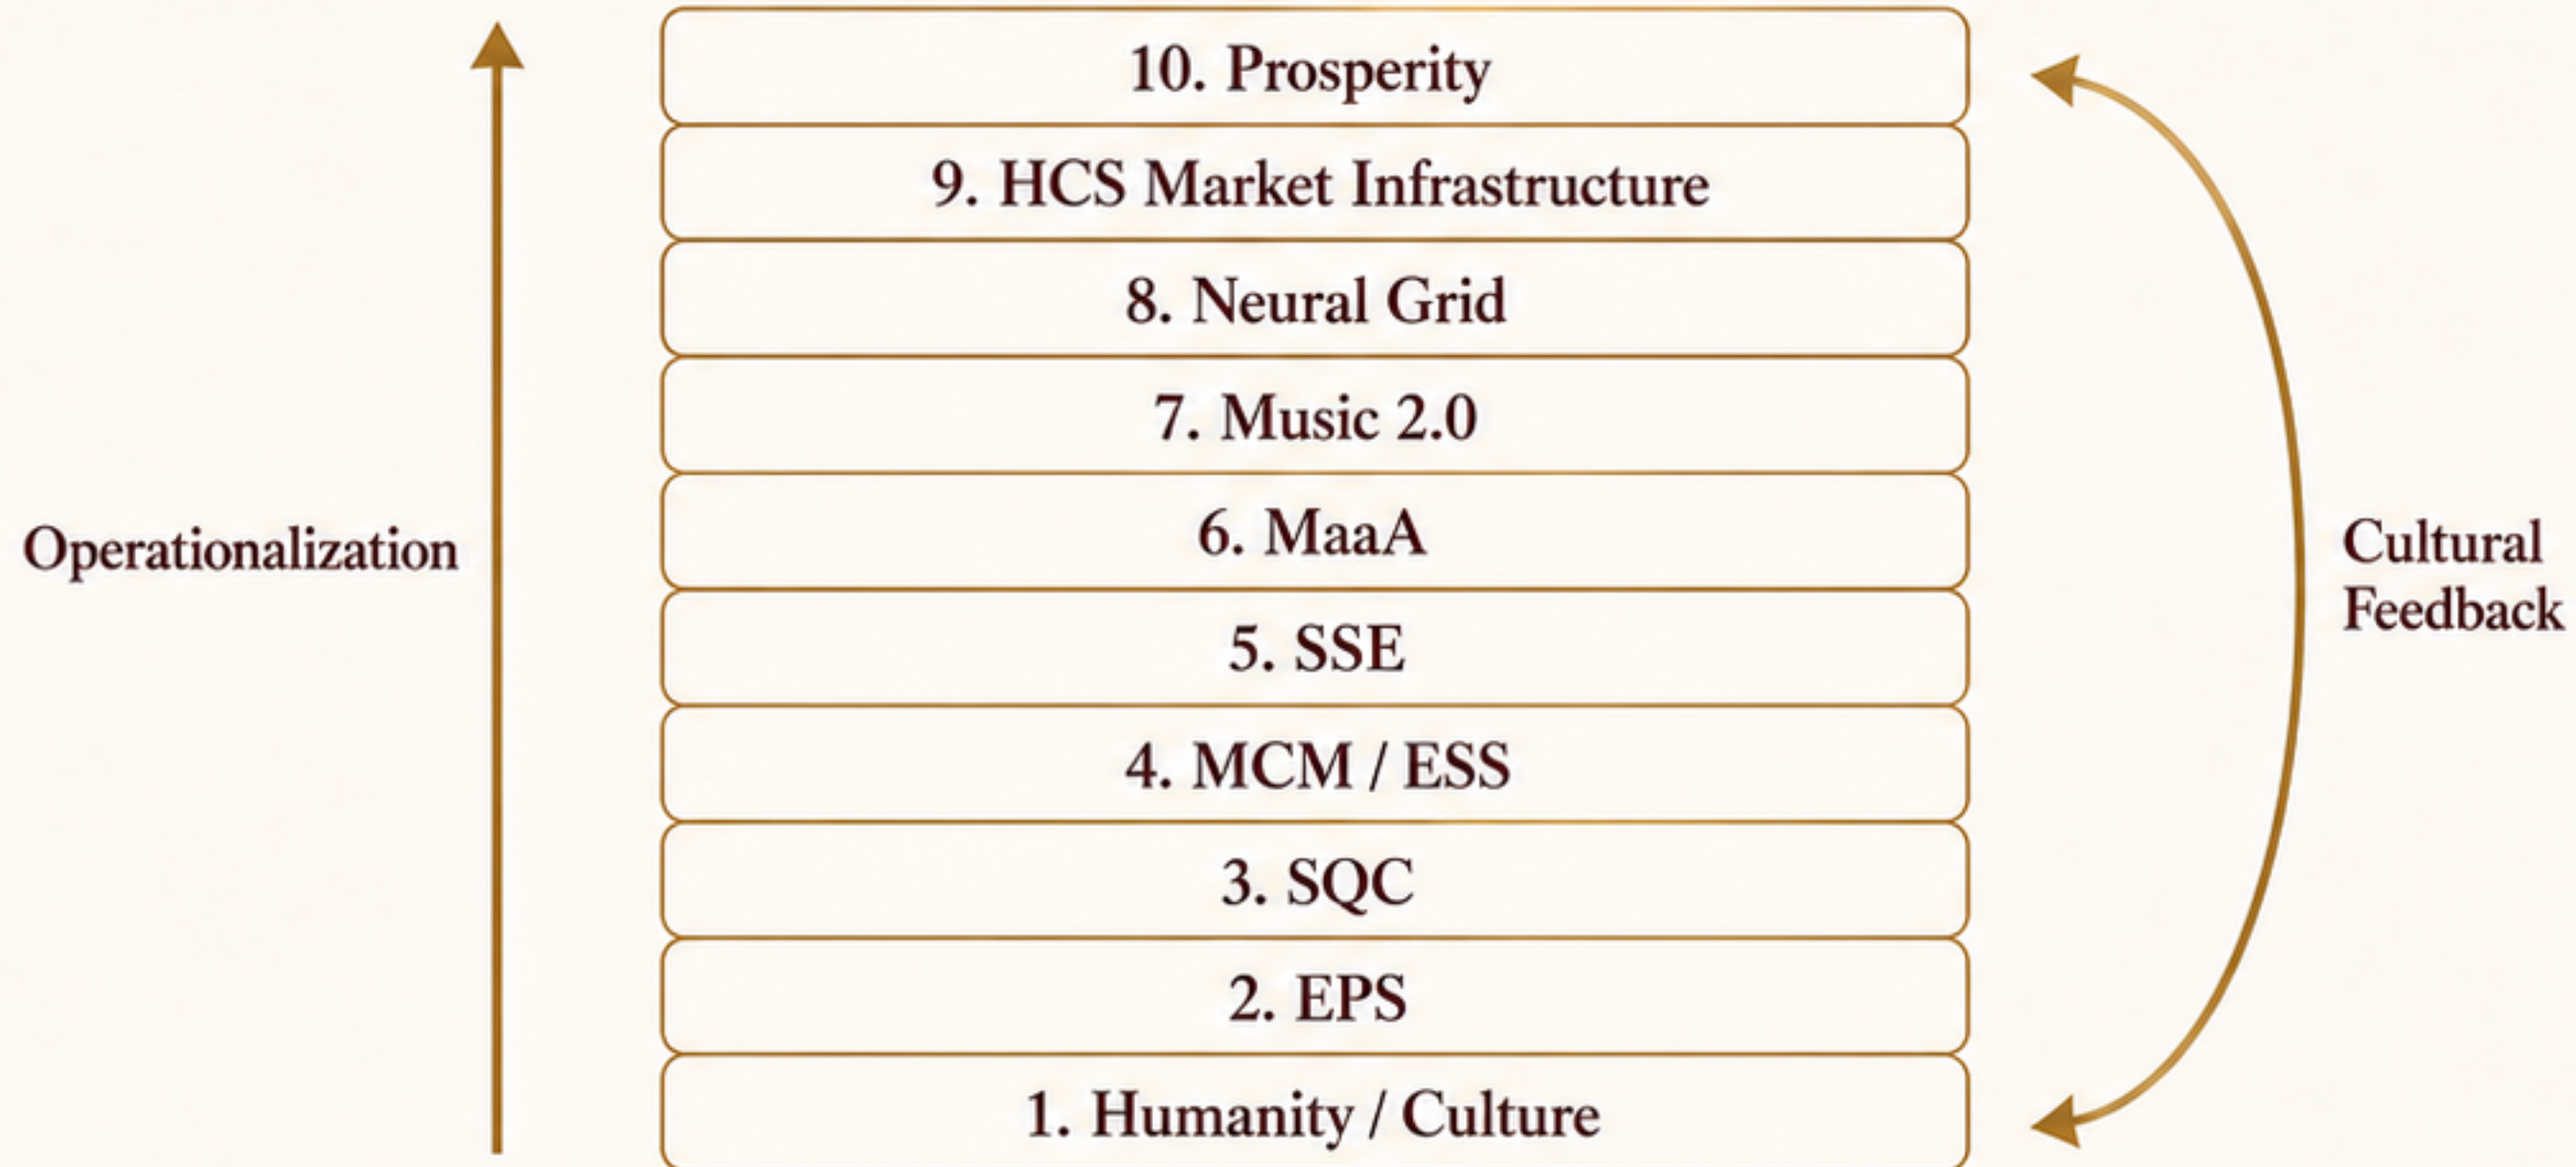 10. Prosperity
9. HCS Market Infrastructure
8. Neural Grid
7. Music 2.0
6. MaaA
5. SSE
4. MCM / ESS
3. SQC
2. EPS
1. Humanity / Culture
Operationalization
Cultural
Feedback